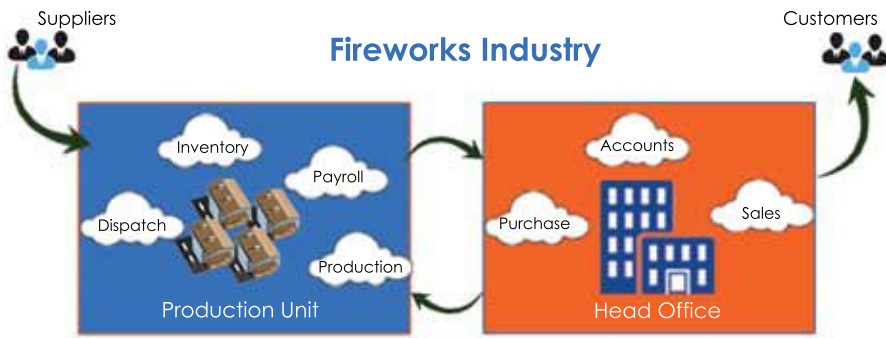 Suppliers
Customers
Fireworks Industry
Inventory
Payroll
Dispatch
Production
Production Unit
Accounts
Purchase
Sales
Head Office